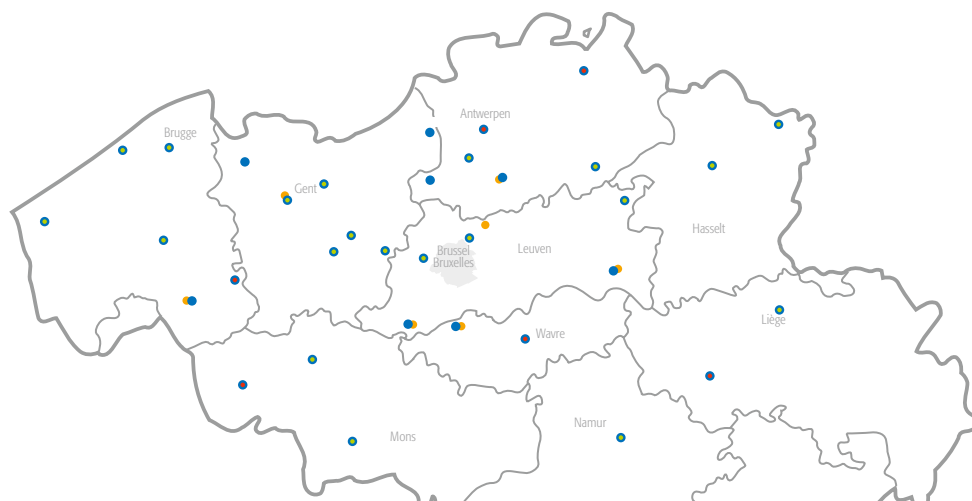 Antwerpen
Brugge
Gent
Hasselt
Leuven
Brussel
Bruxelles
Liège
Wavre
Namur
Mons